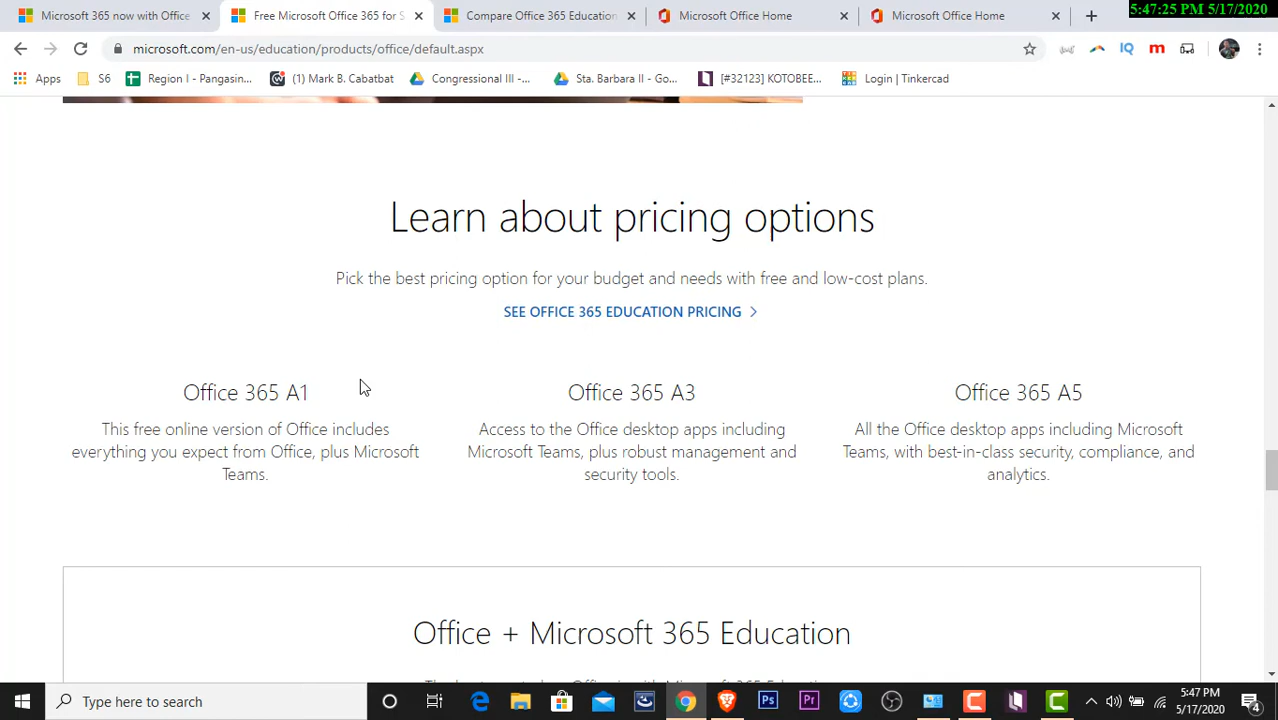 5:47:25 PM 5/17/2020
Microsoft 365 now with Office
Free Microsoft Office 365 for S
Compare Office 365 Education
Microsoft Office Home
Microsoft Office Home
microsoft.com/en-us/education/products/office/default.aspx
Apps
S6
Region I - Pangasin...
(1) Mark B. Cabatbat
Congressional III -...
Sta. Barbara II - Go...
[#32123] KOTOBEE...
Login | Tinkercad
Learn about pricing options
Pick the best pricing option for your budget and needs with free and low-cost plans.
SEE OFFICE 365 EDUCATION PRICING
Office 365 A1
This free online version of Office includes
everything you expect from Office, plus Microsoft
Teams.
Office 365 A3
Access to the Office desktop apps including
Microsoft Teams, plus robust management and
security tools.
Office 365 A5
All the Office desktop apps including Microsoft
Teams, with best-in-class security, compliance, and
analytics.
Office + Microsoft 365 Education
Type here to search
5:47 PM
5/17/2020
4